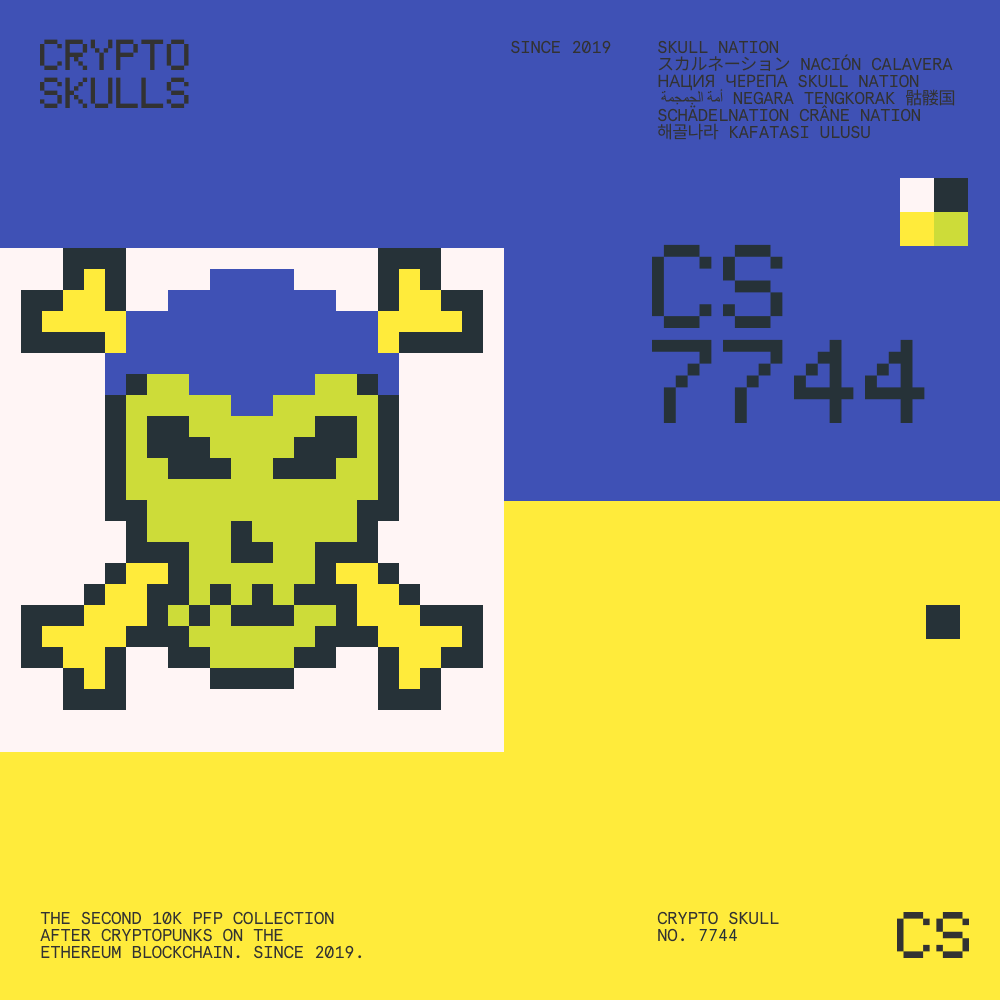 CRYPTO
SKULLS
SINCE 2019
SKULL NATION
スカルネーション NACIÓN CALAVERA
НАЦИЯ ЧЕРЕПА SKULL NATION
أمة الجمجمة NEGARA TENGKORAK 骷髅国
SCHÄDELNATION CRÂNE NATION
해골나라 KAFATASI ULUSU
CS
7744
THE SECOND 10K PFP COLLECTION
AFTER CRYPTOPUNKS ON THE
ETHEREUM BLOCKCHAIN. SINCE 2019.
CRYPTO SKULL
NO. 7744
CS